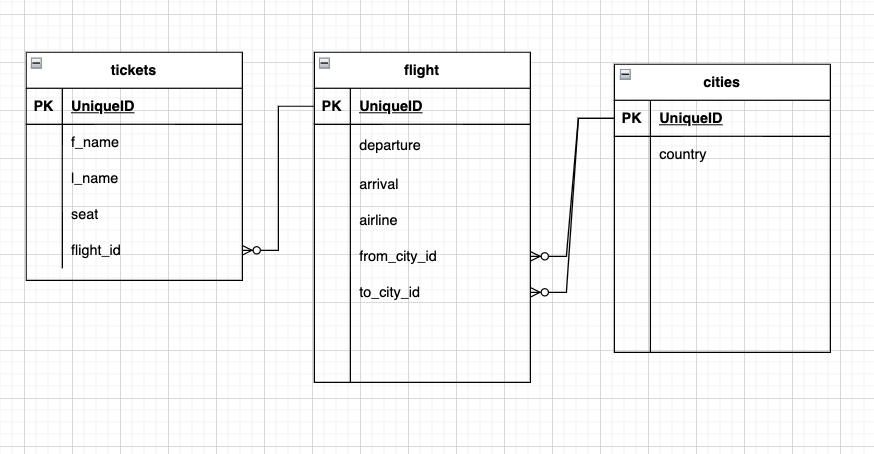 tickets
PK UniqueID
f_name
l_name
seat
flight_id
flight
PK UniqueID
departure
arrival
airline
from_city_id
to_city_id
cities
PK UniqueID
country